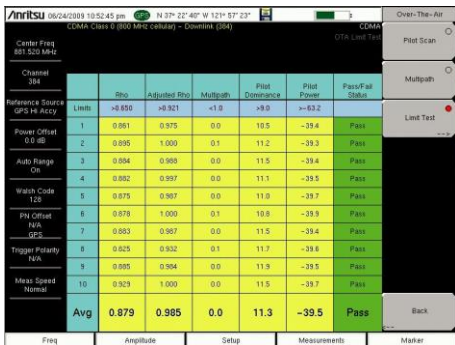 Anritsu 06/24/2009 10:52:45 pm GPS N 37° 22' 40" W 121° 57' 23" Over-The-Air
CDMA Class 0 (800 MHz cellular) - Downlink (384) CDMA
OTA Limit Test
Center Freq
881.520 MHz
Channel
384
Reference Source
GPS Hi Accy
Power Offset
0.0 dB
Auto Range
On
Walsh Code
128
PN Offset
N/A
GPS
Trigger Polarity
N/A
Meas Speed
Normal
Rho Adjusted Rho Multipath Pilot Dominance Pilot Power Pass/Fail Status
Limits >0.850 >0.921 <1.0 >9.0 >-63.2
1 0.861 0.975 0.0 10.5 -39.4 Pass
2 0.895 1.000 0.1 11.2 -39.3 Pass
3 0.884 0.988 0.0 11.5 -39.4 Pass
4 0.882 0.997 0.0 11.1 -39.5 Pass
5 0.875 0.987 0.0 11.0 -39.7 Pass
6 0.878 1.000 0.1 10.8 -39.9 Pass
7 0.883 0.987 0.0 11.5 -39.4 Pass
8 0.825 0.932 0.1 11.7 -39.6 Pass
9 0.885 0.984 0.0 11.9 -39.5 Pass
10 0.929 1.000 0.0 11.5 -39.7 Pass
Avg 0.879 0.985 0.0 11.3 -39.5 Pass
Pilot Scan
Multipath
Limit Test
-->
Back
<--
Freq Amplitude Setup Measurements Marker